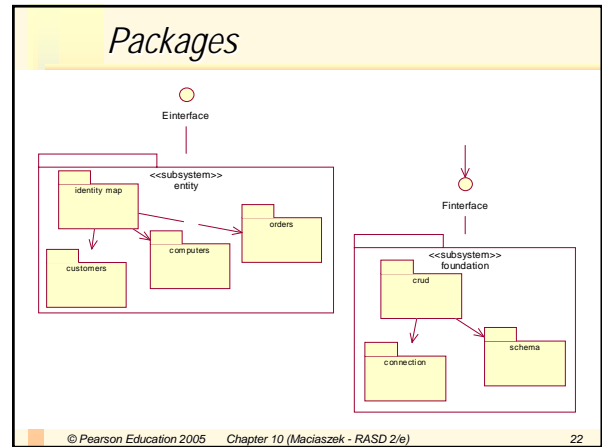 Packages
Einterface
<<subsystem>>
entity
identity map
orders
computers
customers
Finterface
<<subsystem>>
foundation
crud
schema
connection
© Pearson Education 2005 Chapter 10 (Maciaszek - RASD 2/e) 22